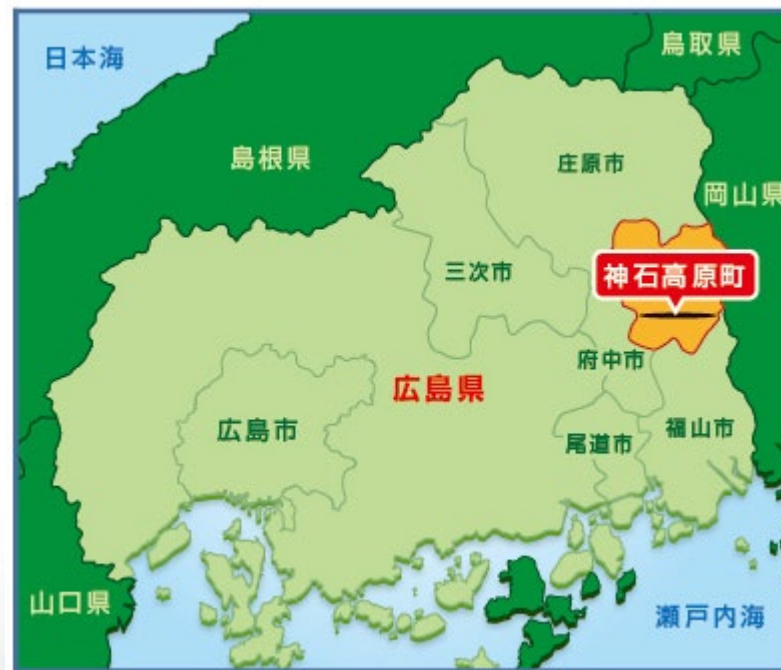 日本海
鳥取県
島根県
庄原市
岡山県
三次市
神石高原町
府中市
広島県
広島市
尾道市
福山市
山口県
瀬戸内海